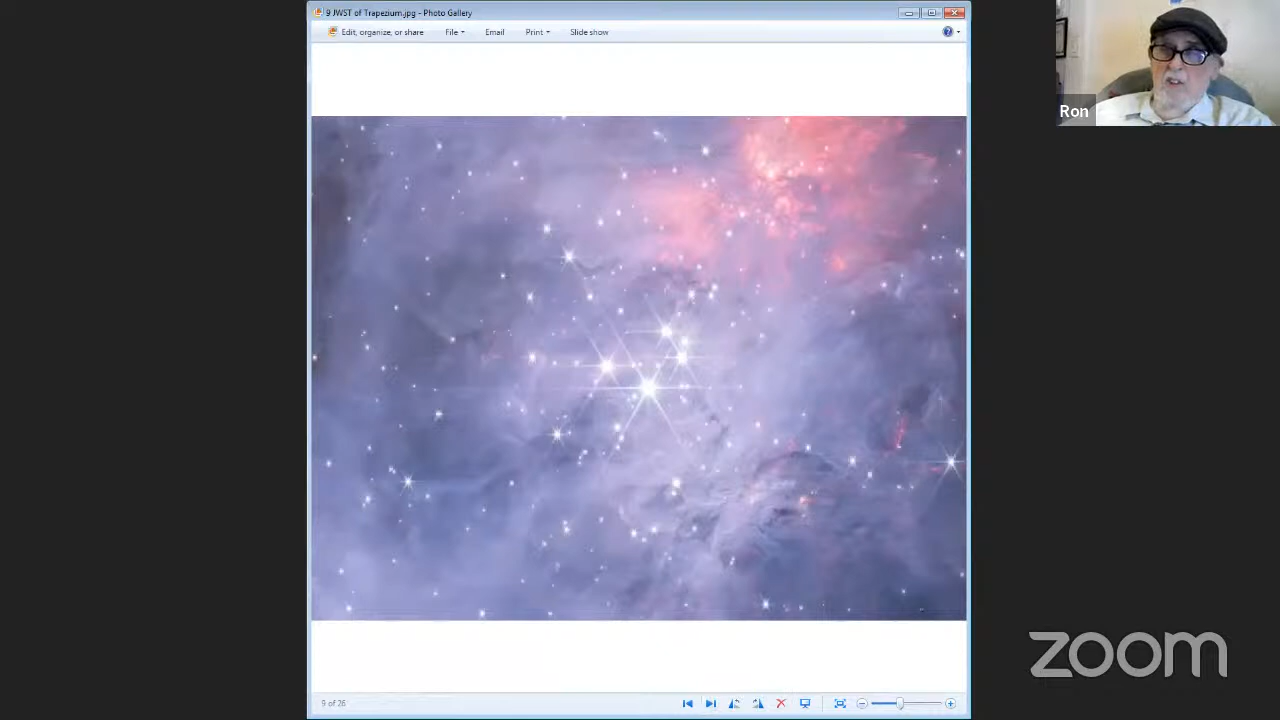 9 JWST of Trapezium.jpg - Photo Gallery
Edit, organize, or share File Email Print Slide show
Ron
zoom
9 of 26